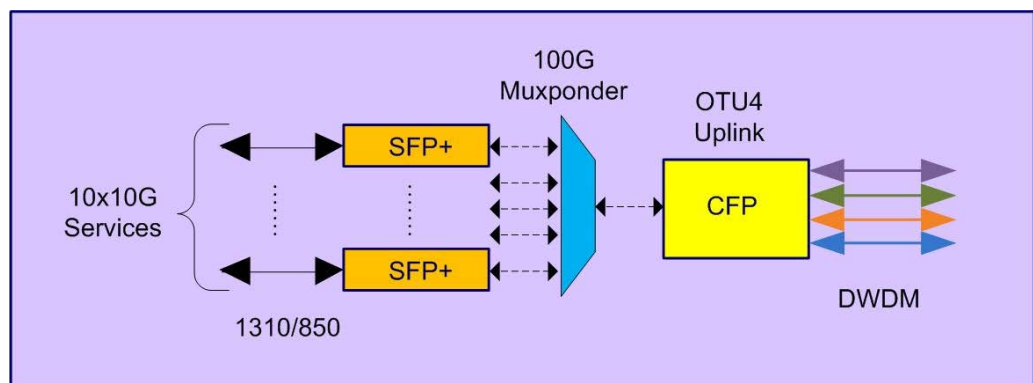 100G
Muxponder
OTU4
Uplink
SFP+
10x10G
Services
CFP
SFP+
1310/850
DWDM